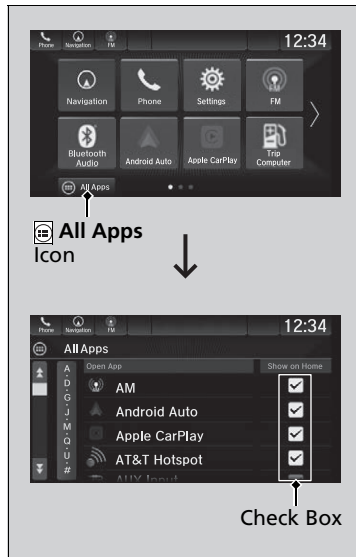 12:34
Phone Navigation FM
Navigation Phone Settings FM
Bluetooth Audio Android Auto Apple CarPlay Trip Computer
All Apps
All Apps
Icon
Phone Navigation FM 12:34
All Apps
Open App Show on Home
A
D
G
J
M
Q
U
#
AM
Android Auto
Apple CarPlay
AT&T Hotspot
AUX Input
Check Box